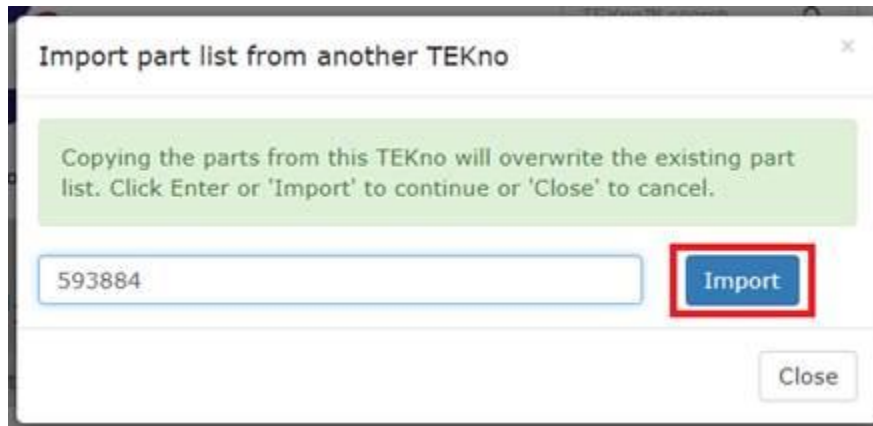 Import part list from another TEKno
×
Copying the parts from this TEKno will overwrite the existing part
list. Click Enter or 'Import' to continue or 'Close' to cancel.
593884
Import
Close